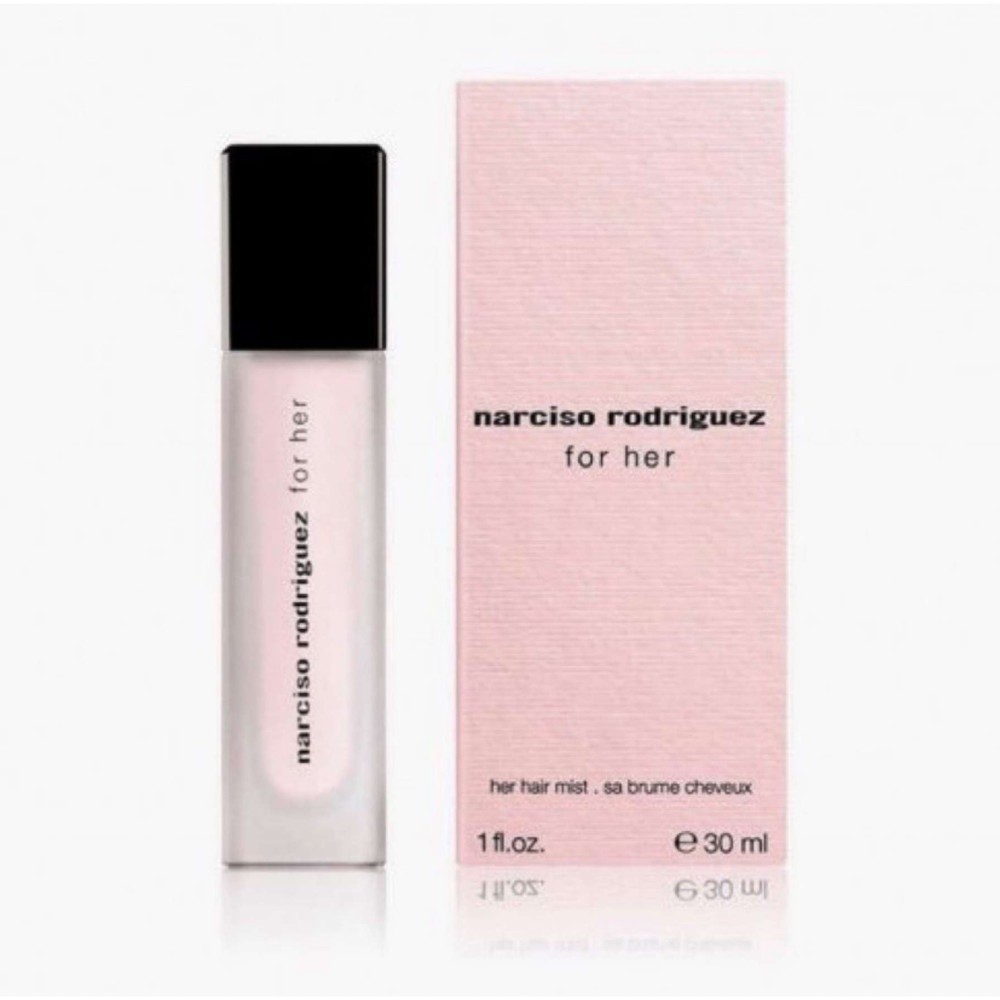 narciso rodriguez for her
narciso rodriguez
for her
her hair mist . sa brume cheveux
1 fl.oz. ℮ 30 ml